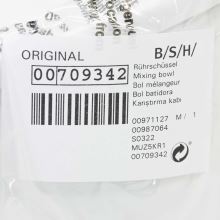 ORIGINAL
B/S/H/
00709342
Rührschüssel
Mixing bowl
Bol mélangeur
Bol batidora
Karıştırma kabı
00971127 M/ 1
00987064
S0322
MUZ5KR1
00709342